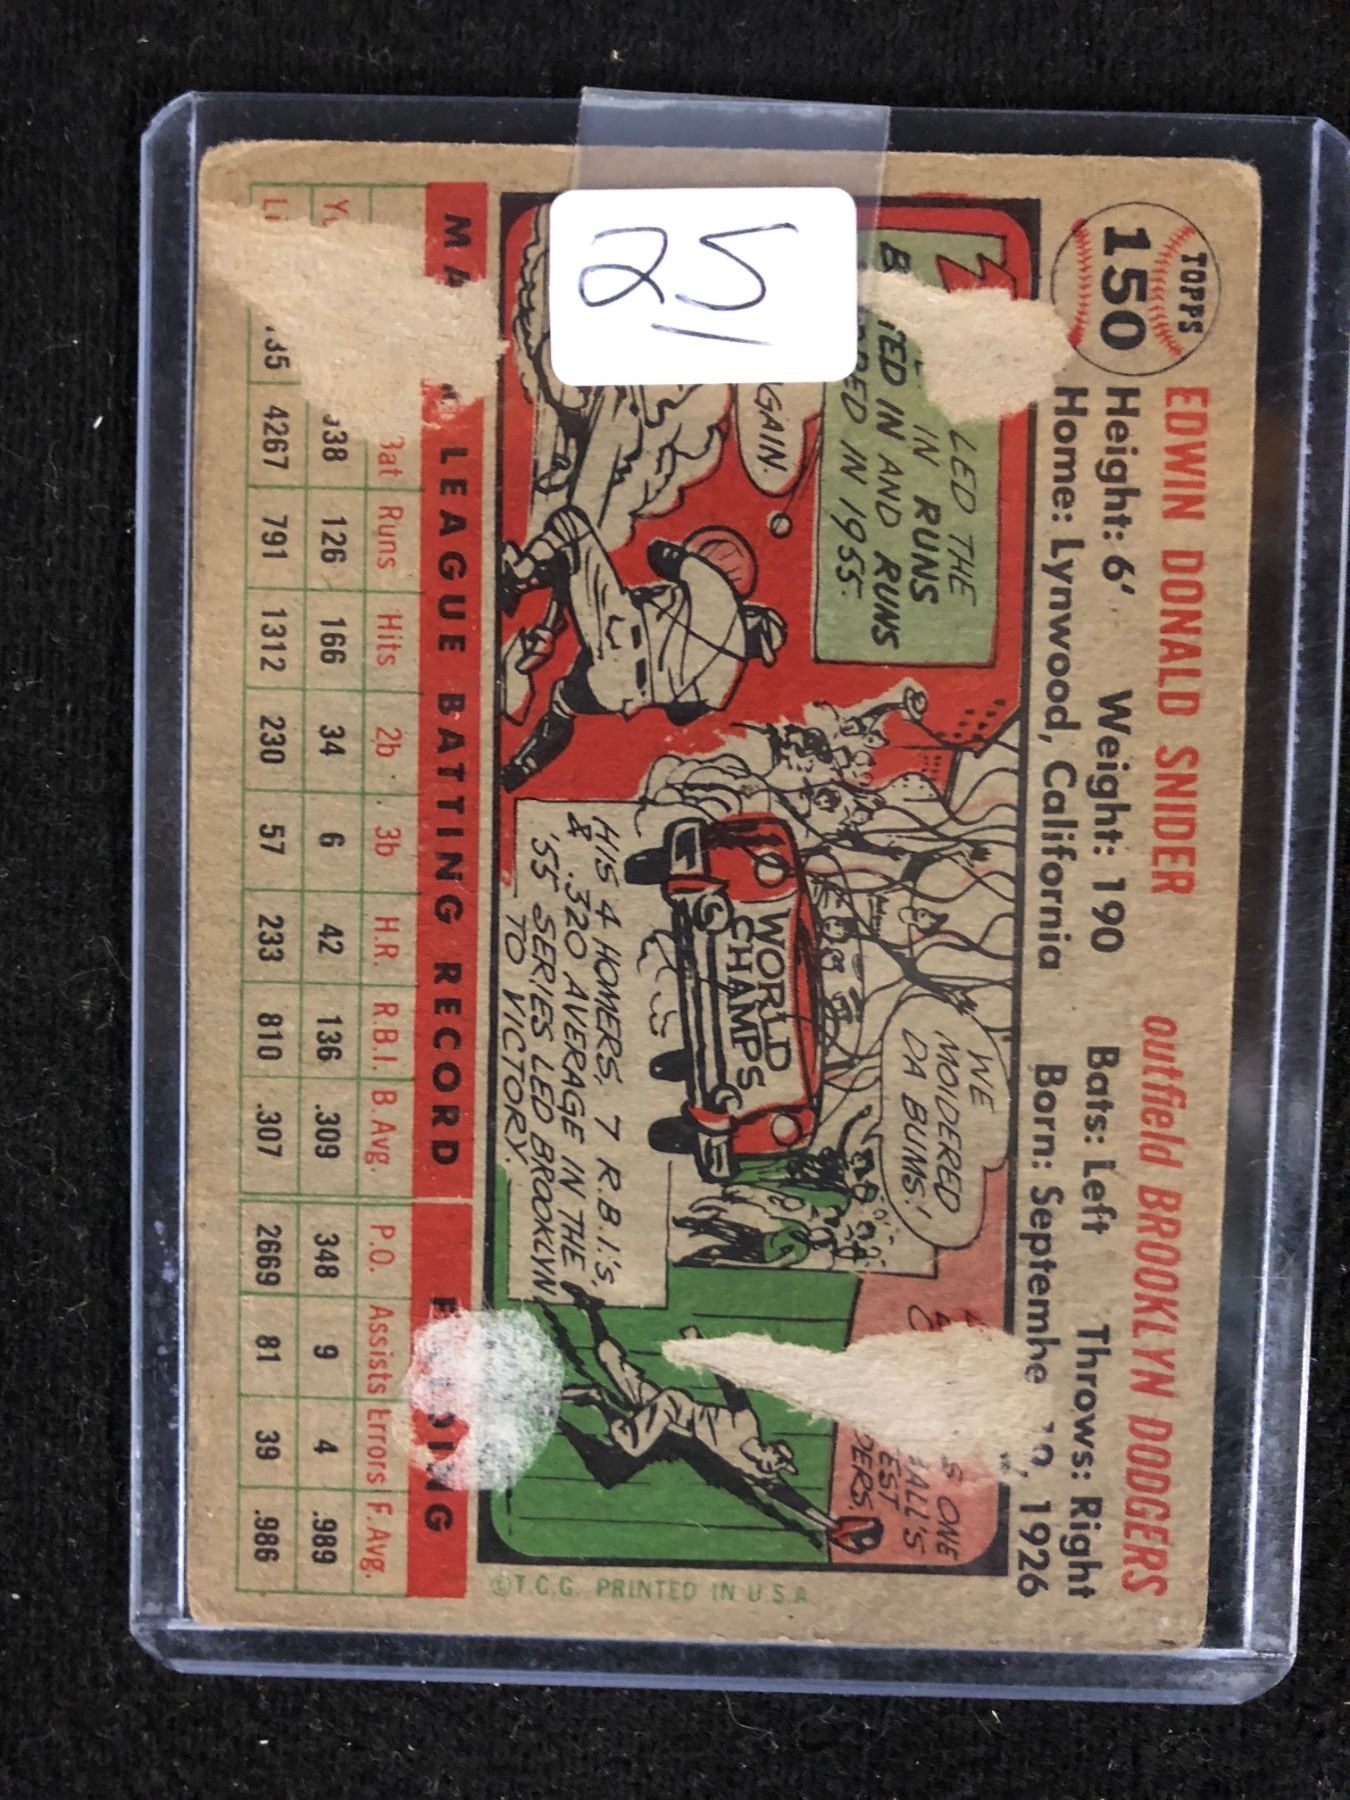 25
TOPPS
150
EDWIN DONALD SNIDER outfield BROOKLYN DODGERS
Height: 6' Weight: 190 Bats: Left Throws: Right
Home: Lynwood, California Born: Septembe 1926
LED THE
IN RUNS
IN AND RUNS
IN 1955.
GAIN.
WE
MOIDERED
DA BUMS!
WORLD
CHAMPS
HIS 4 HOMERS, 7 R.B.I.'s,
& .320 AVERAGE IN THE
'55 SERIES LED BROOKLYN
TO VICTORY.
S ONE
ALL'S
EST
DERS.
LEAGUE BATTING RECORD
Runs Hits 2b 3b H.R. R.B.I. B. Avg. P.O. Assists Errors F. Avg.
126 166 34 6 42 136 .309 348 9 4 .989
4267 791 1312 230 57 233 810 .307 2669 81 39 .986
©T.C.G. PRINTED IN U.S.A.